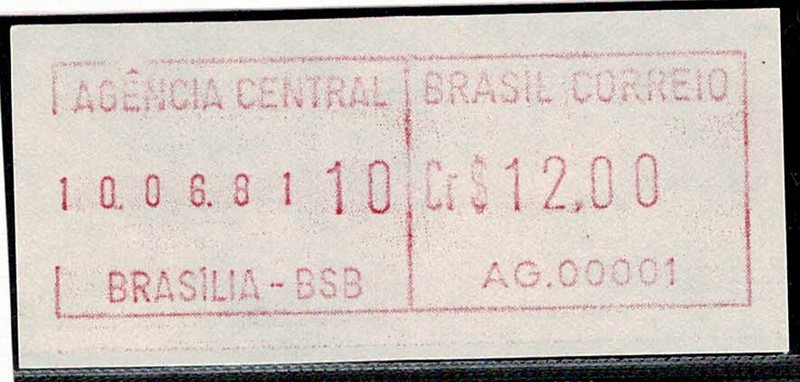 AGÊNCIA CENTRAL
10.06.81 10
BRASÍLIA - BSB
BRASIL CORREIO
Cr$12,00
AG.00001